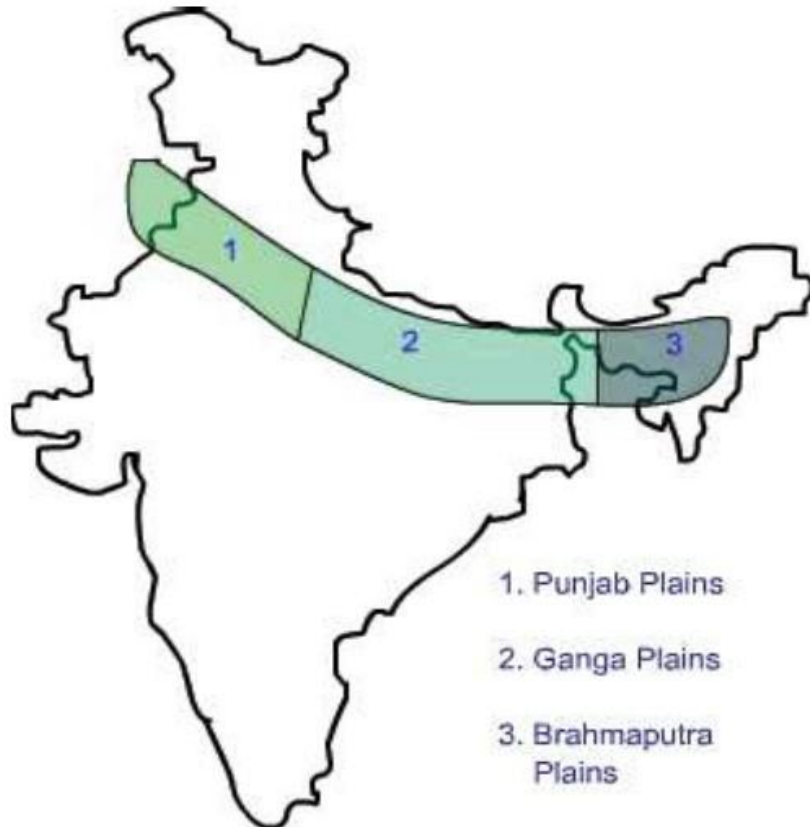 1
2
3
1. Punjab Plains
2. Ganga Plains
3. Brahmaputra
Plains